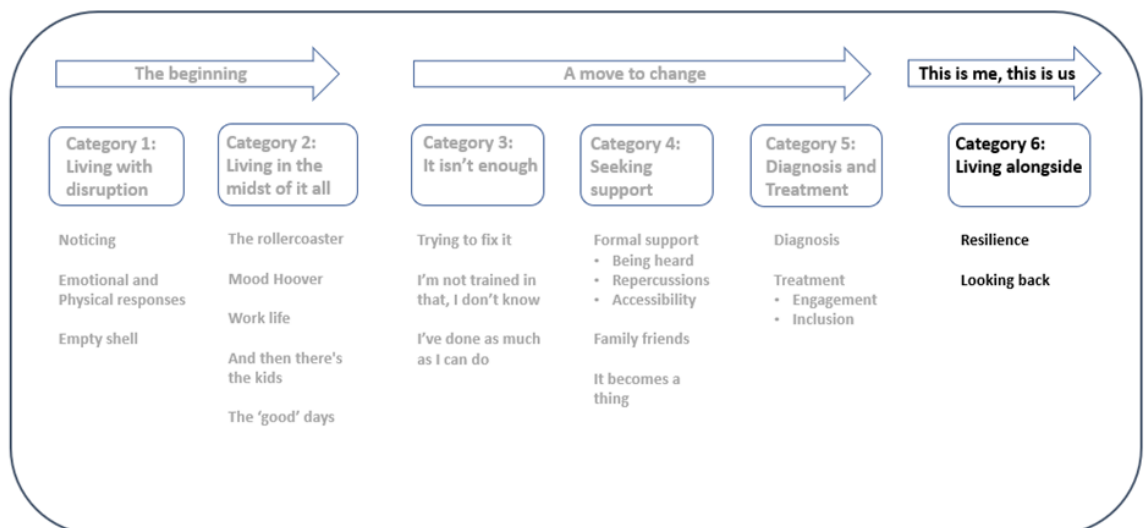 The beginning
A move to change
This is me, this is us
Category 1:
Living with
disruption
Category 2:
Living in the
midst of it all
Category 3:
It isn’t enough
Category 4:
Seeking
support
Category 5:
Diagnosis and
Treatment
Category 6:
Living alongside
Noticing
Emotional and
Physical responses
Empty shell
The rollercoaster
Mood Hoover
Work life
And then there's
the kids
The ‘good’ days
Trying to fix it
I’m not trained in
that, I don’t know
I’ve done as much
as I can do
Formal support
• Being heard
• Repercussions
• Accessibility
Family friends
It becomes a
thing
Diagnosis
Treatment
• Engagement
• Inclusion
Resilience
Looking back